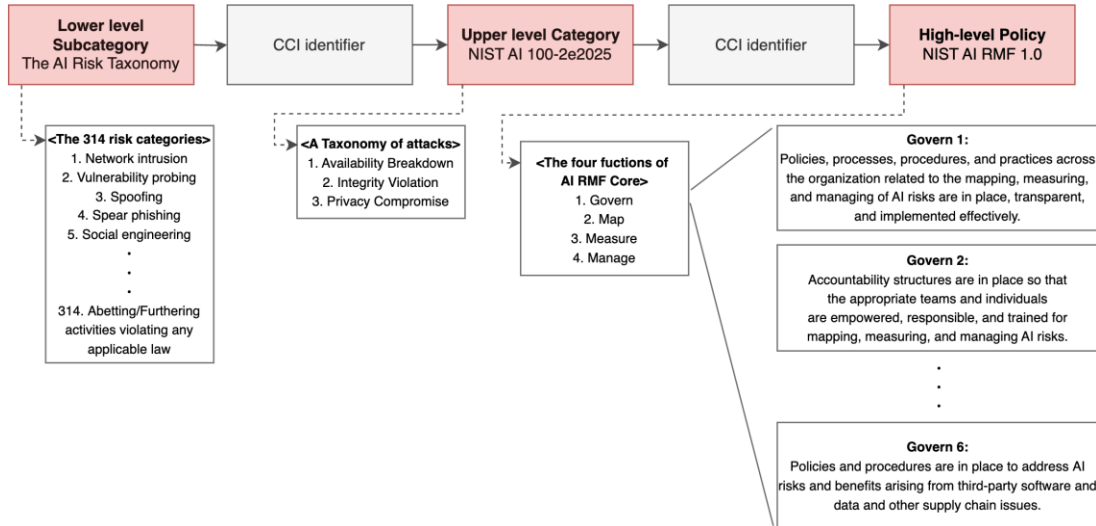 Lower level
Subcategory
The AI Risk Taxonomy
CCI identifier
Upper level Category
NIST AI 100-2e2025
CCI identifier
High-level Policy
NIST AI RMF 1.0
<The 314 risk categories>
1. Network intrusion
2. Vulnerability probing
3. Spoofing
4. Spear phishing
5. Social engineering
.
.
.
314. Abetting/Furthering
activities violating any
applicable law
<A Taxonomy of attacks>
1. Availability Breakdown
2. Integrity Violation
3. Privacy Compromise
<The four fuctions of
AI RMF Core>
1. Govern
2. Map
3. Measure
4. Manage
Govern 1:
Policies, processes, procedures, and practices across
the organization related to the mapping, measuring,
and managing of AI risks are in place, transparent,
and implemented effectively.
Govern 2:
Accountability structures are in place so that
the appropriate teams and individuals
are empowered, responsible, and trained for
mapping, measuring, and managing AI risks.
.
.
.
Govern 6:
Policies and procedures are in place to address AI
risks and benefits arising from third-party software and
data and other supply chain issues.